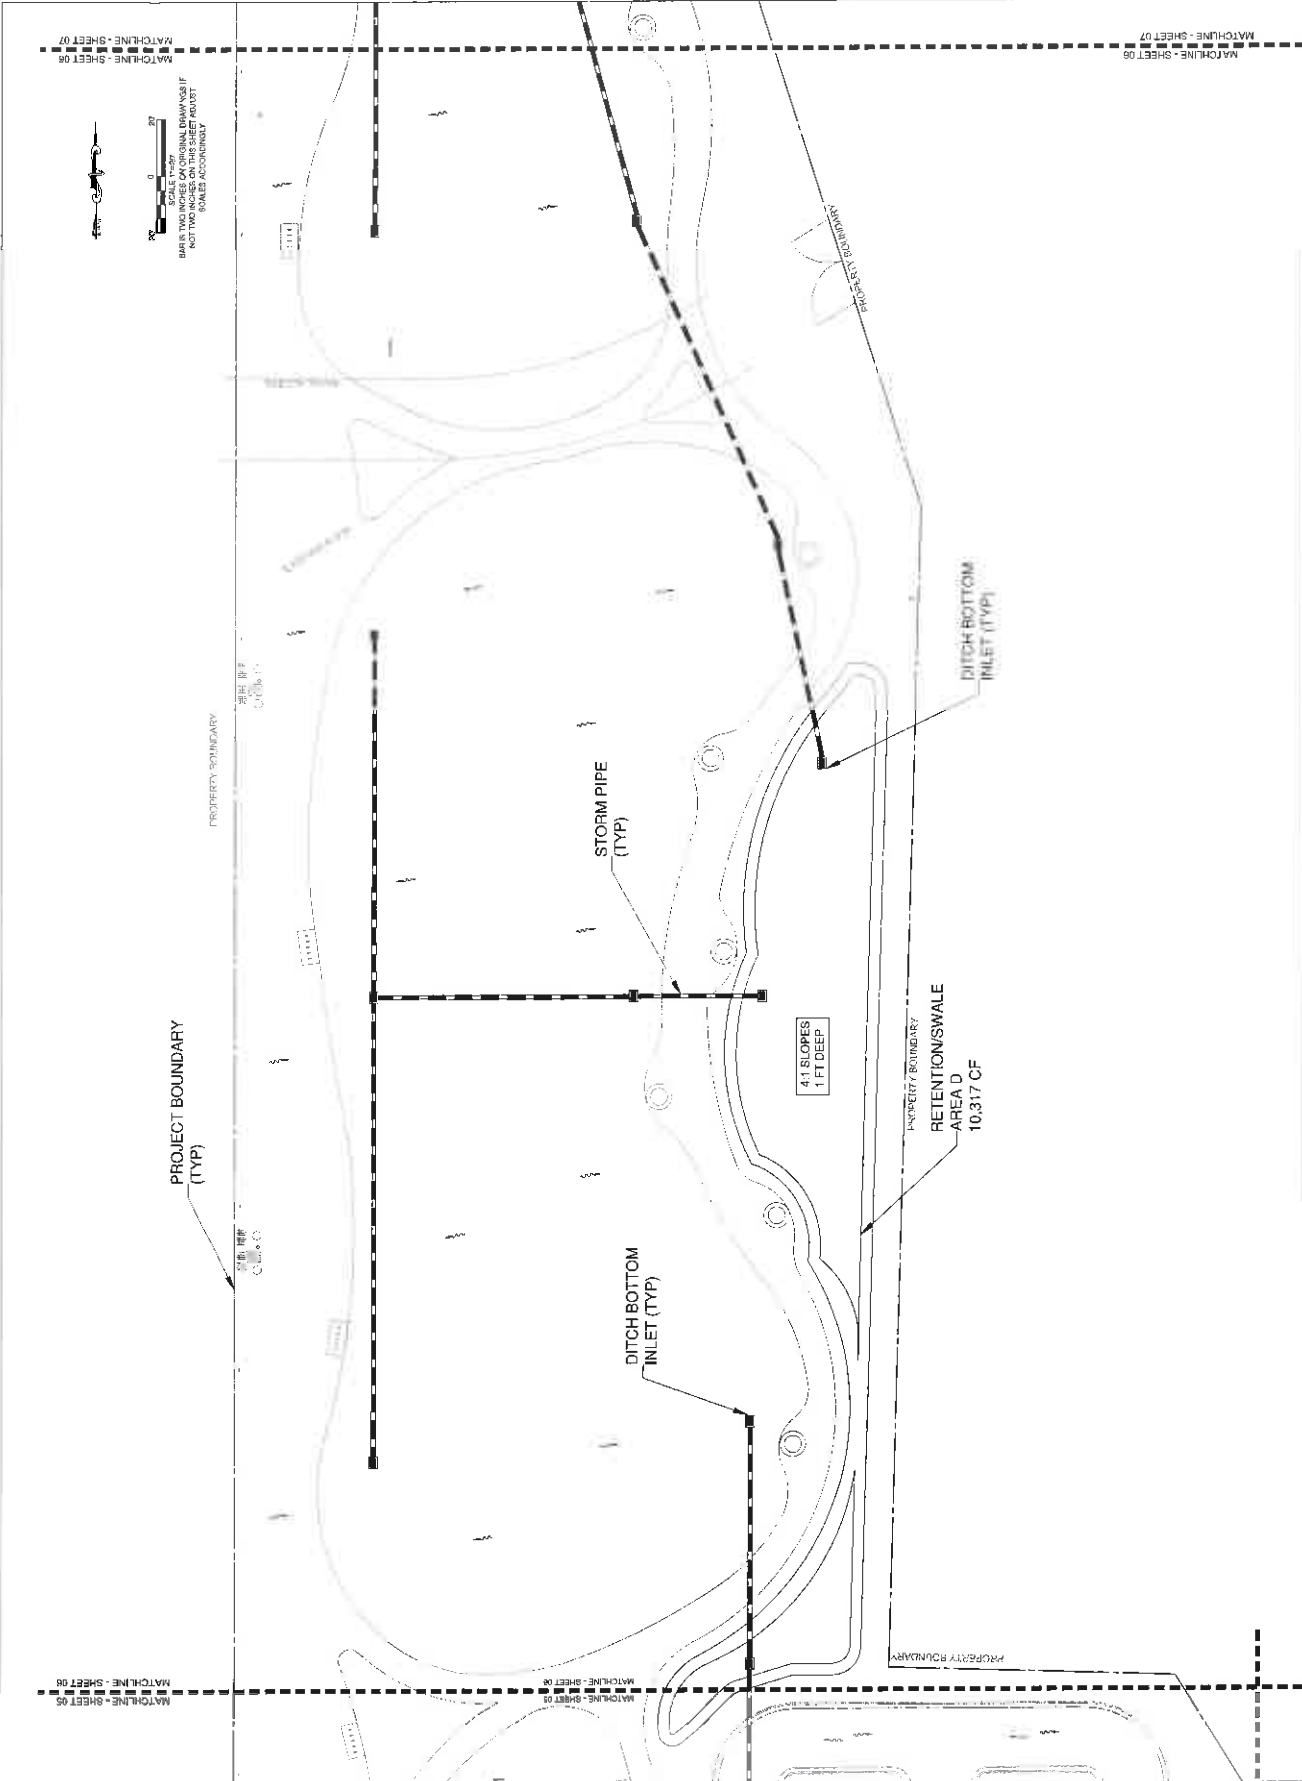 MATCHLINE - SHEET 07
MATCHLINE - SHEET 06
MATCHLINE - SHEET 07
MATCHLINE - SHEET 06
20
0
20
SCALE 1"=20'
BAR IS TWO INCHES ON ORIGINAL DRAWINGS IF
NOT TWO INCHES ON THIS SHEET ADJUST
SCALES ACCORDINGLY
PROPERTY BOUNDARY
PROPERTY BOUNDARY
DITCH BOTTOM
INLET (TYP)
STORM PIPE
(TYP)
PROJECT BOUNDARY
(TYP)
4:1 SLOPES
1 FT DEEP
PROPERTY BOUNDARY
RETENTION/SWALE
AREA D
10,317 CF
DITCH BOTTOM
INLET (TYP)
PROPERTY BOUNDARY
MATCHLINE - SHEET 06
MATCHLINE - SHEET 05
MATCHLINE - SHEET 06
MATCHLINE - SHEET 05